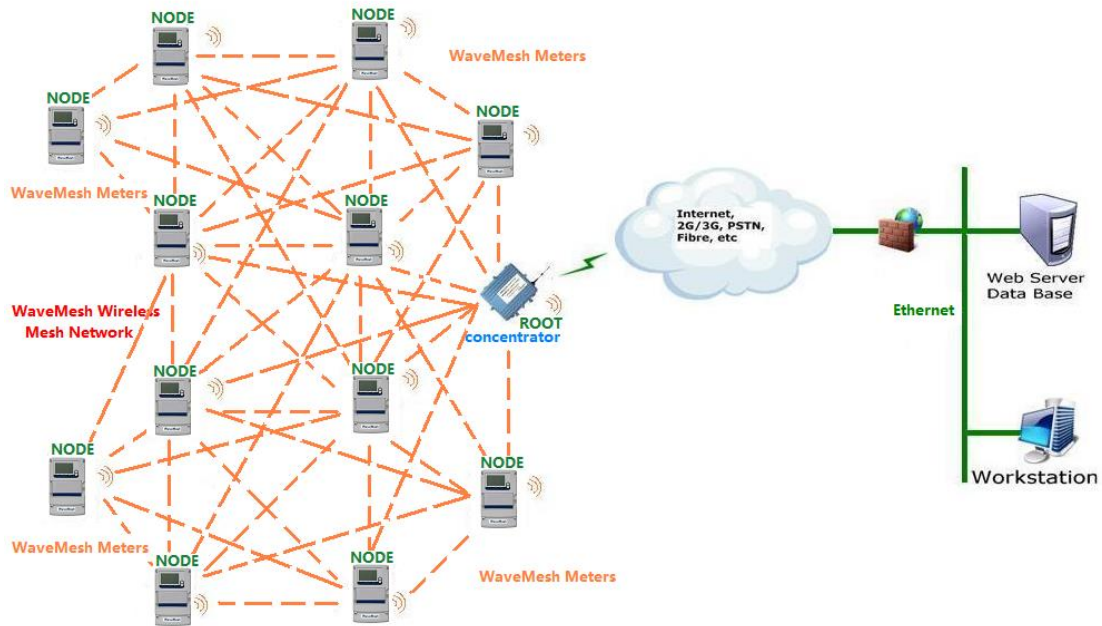 NODE
NODE
WaveMesh Meters
NODE
NODE
WaveMesh Meters
NODE
NODE
Internet,
2G/3G, PSTN,
Fibre, etc
Web Server
Data Base
Ethernet
WaveMesh Wireless
Mesh Network
ROOT
concentrator
NODE
NODE
NODE
NODE
Workstation
WaveMesh Meters
NODE
NODE
WaveMesh Meters